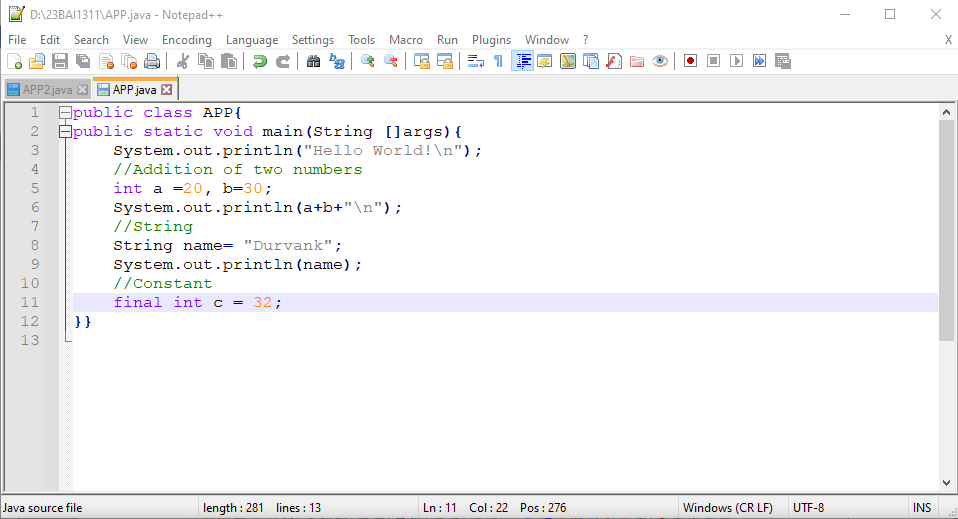 D:\23BAI1311\APP.java - Notepad++
File Edit Search View Encoding Language Settings Tools Macro Run Plugins Window ? X
APP2.java APP.java
1 public class APP{
2 public static void main(String []args){
3 System.out.println("Hello World!\n");
4 //Addition of two numbers
5 int a =20, b=30;
6 System.out.println(a+b+"\n");
7 //String
8 String name= "Durvank";
9 System.out.println(name);
10 //Constant
11 final int c = 32;
12 }}
13
Java source file length : 281 lines : 13 Ln : 11 Col : 22 Pos : 276 Windows (CR LF) UTF-8 INS